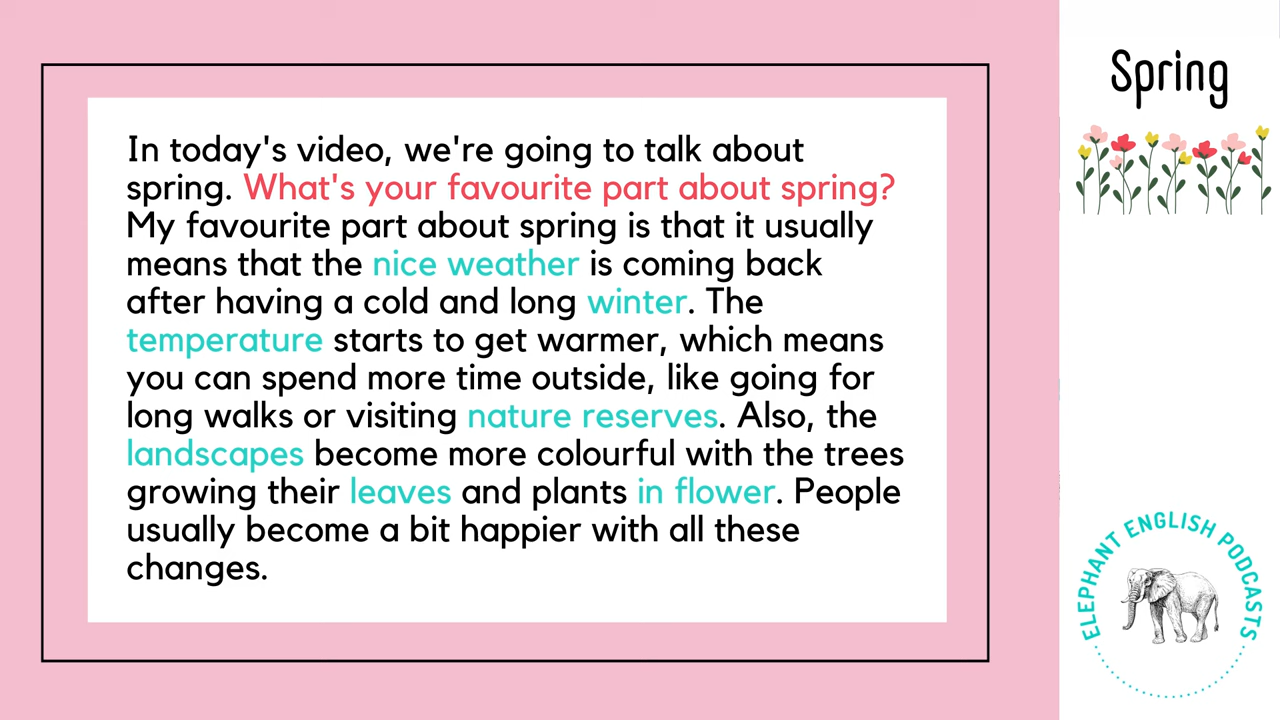 In today's video, we're going to talk about
spring. What's your favourite part about spring?
My favourite part about spring is that it usually
means that the nice weather is coming back
after having a cold and long winter. The
temperature starts to get warmer, which means
you can spend more time outside, like going for
long walks or visiting nature reserves. Also, the
landscapes become more colourful with the trees
growing their leaves and plants in flower. People
usually become a bit happier with all these
changes.
Spring
ELEPHANT ENGLISH PODCASTS